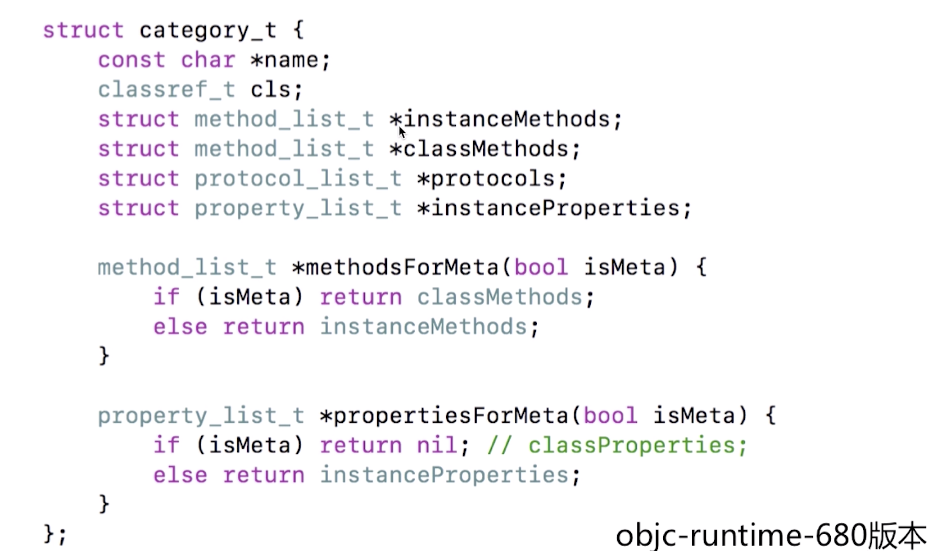 struct category_t {
    const char *name;
    classref_t cls;
    struct method_list_t *instanceMethods;
    struct method_list_t *classMethods;
    struct protocol_list_t *protocols;
    struct property_list_t *instanceProperties;

    method_list_t *methodsForMeta(bool isMeta) {
        if (isMeta) return classMethods;
        else return instanceMethods;
    }

    property_list_t *propertiesForMeta(bool isMeta) {
        if (isMeta) return nil; // classProperties;
        else return instanceProperties;
    }
};
objc-runtime-680版本